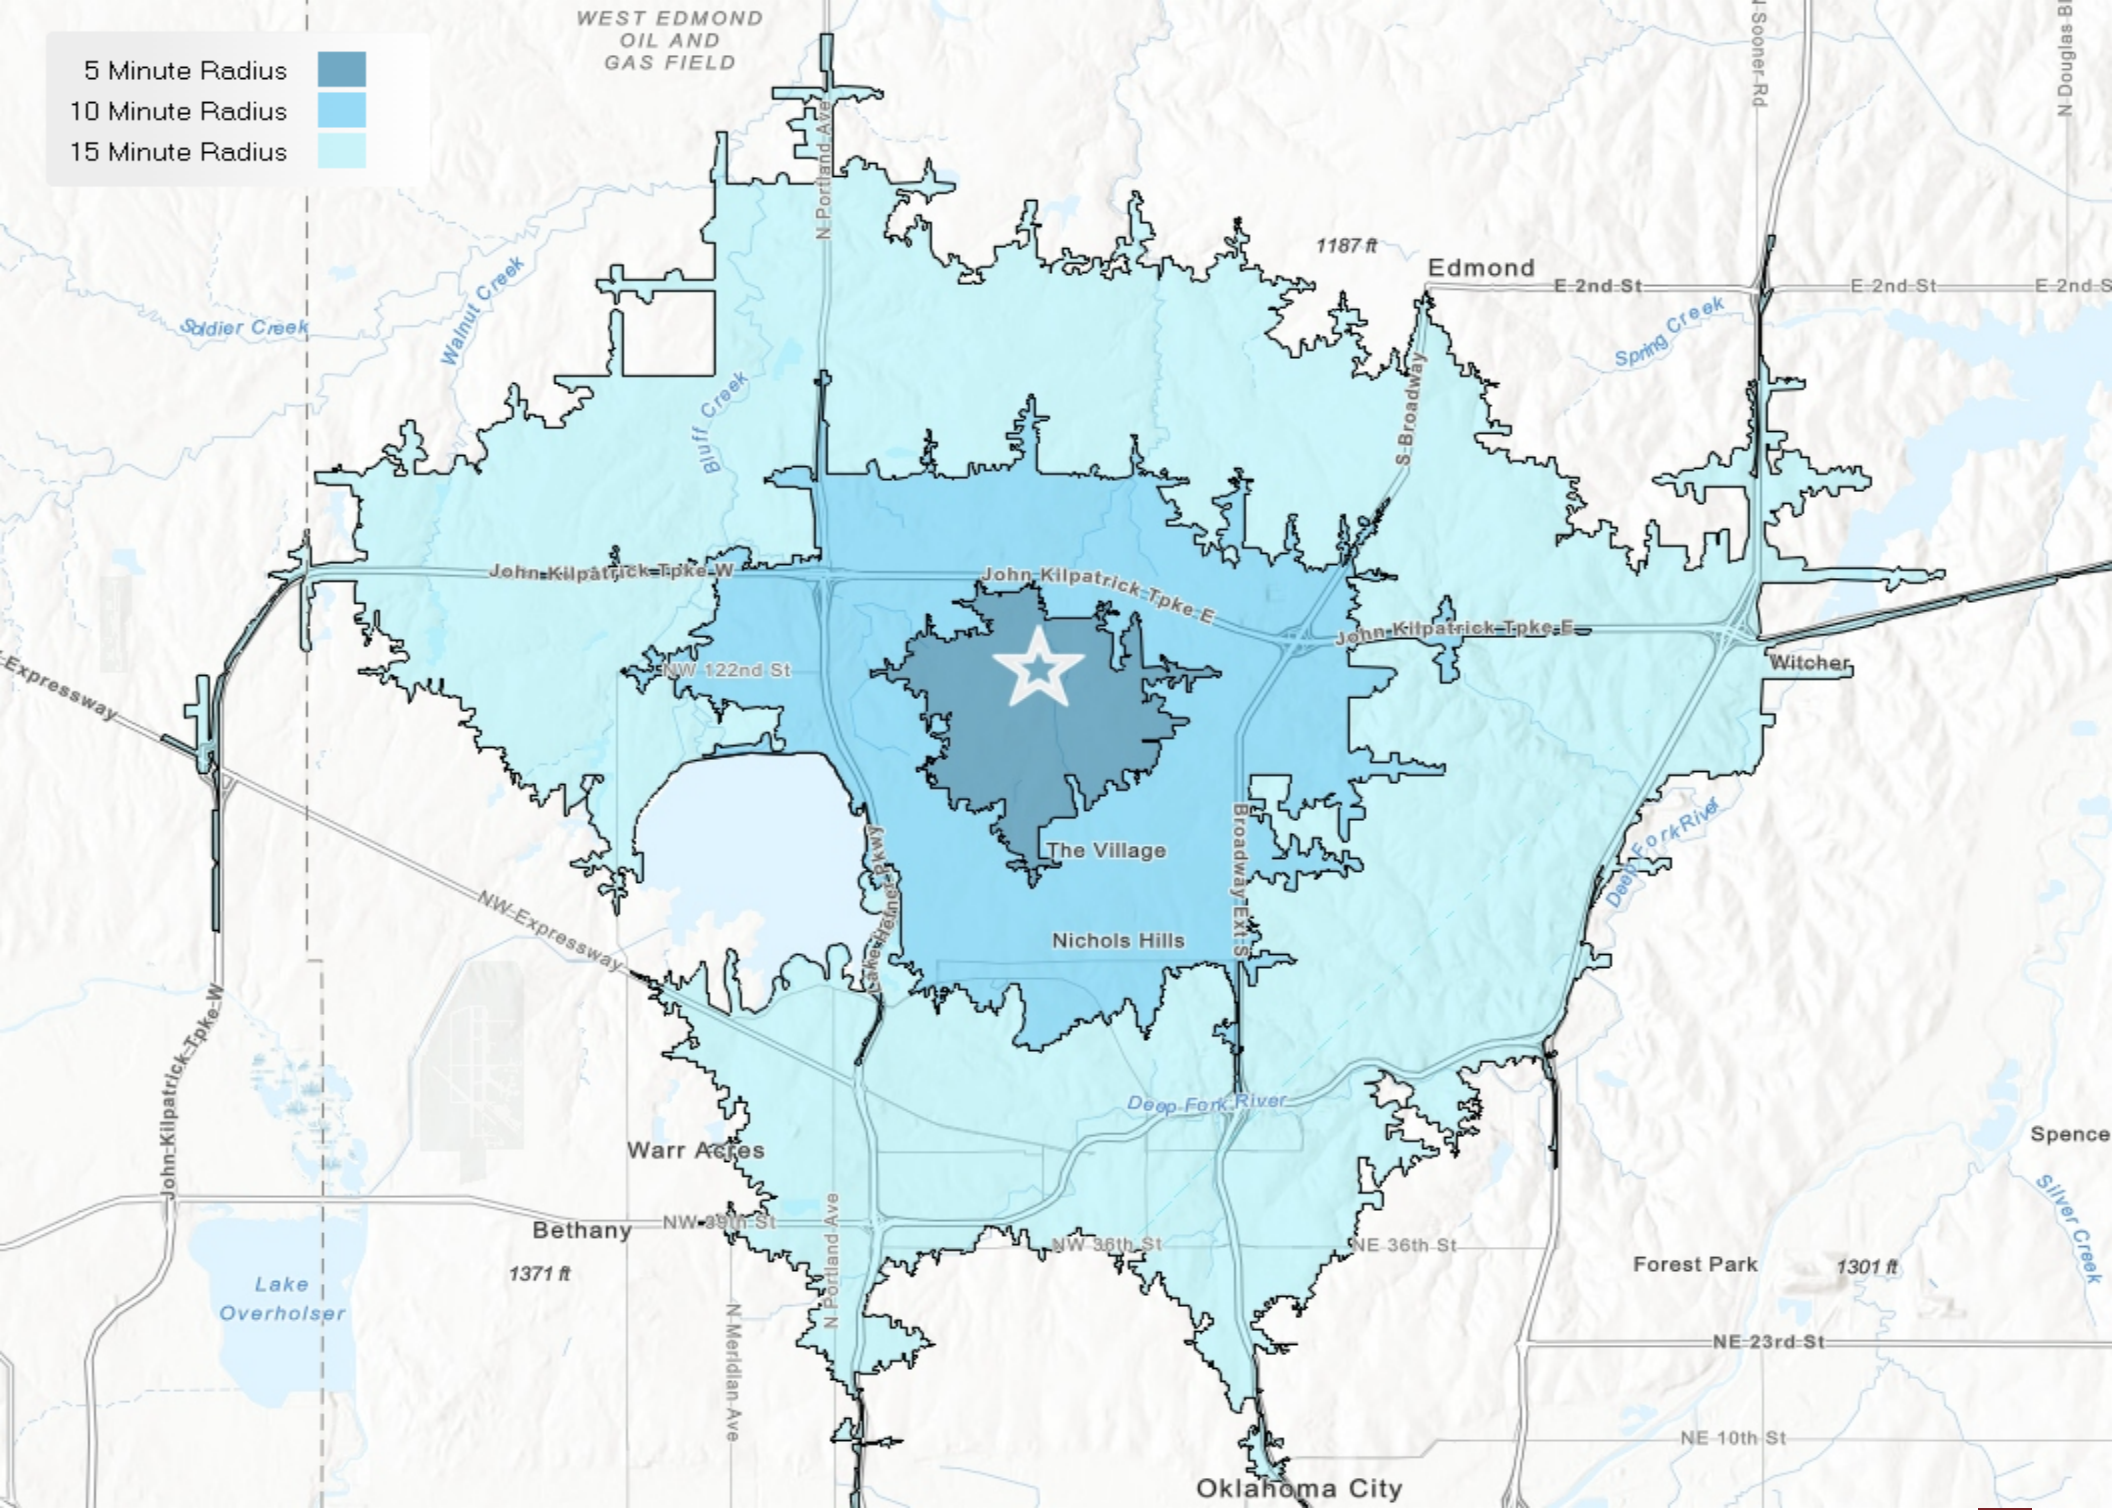 WEST EDMOND
OIL AND
GAS FIELD
5 Minute Radius
10 Minute Radius
15 Minute Radius
N Sooner Rd
N Douglas Bl
N Portland Ave
1187 ft
Edmond
E 2nd St
E 2nd St
E 2nd S
Soldier Creek
Walnut Creek
Spring Creek
Bluff Creek
S Broadway
John Kilpatrick Tpke W
John Kilpatrick Tpke E
John Kilpatrick Tpke E
NW 122nd St
Witcher
Expressway
Deep Fork River
The Village
Broadway Ext S
Lake Hefner Pkwy
Lake Hefner
NW Expressway
Nichols Hills
John Kilpatrick Tpke W
Deep Fork River
Warr Acres
Spence
Silver Creek
Bethany
NW 39th St
N Portland Ave
NW 36th St
NE 36th St
1371 ft
Forest Park
1301 ft
Lake
Overholser
N Meridian Ave
NE 23rd St
NE 10th St
Oklahoma City